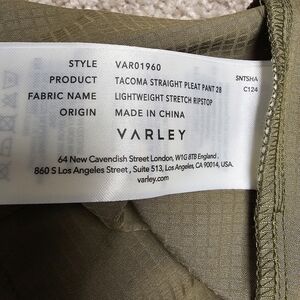 STYLE VAR01960
PRODUCT TACOMA STRAIGHT PLEAT PANT 28
FABRIC NAME LIGHTWEIGHT STRETCH RIPSTOP
ORIGIN MADE IN CHINA
SNTSHA
C124
VARLEY
64 New Cavendish Street London, W1G 8TB England.
860 S Los Angeles Street, Suite 513, Los Angeles, CA 90014, USA.
varley.com